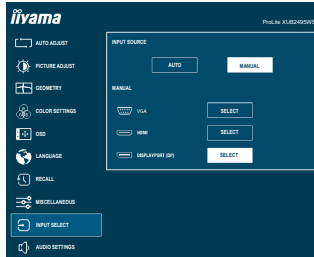 iiyama
ProLite XUB2495WS
AUTO ADJUST
PICTURE ADJUST
GEOMETRY
COLOR SETTINGS
OSD
LANGUAGE
RECALL
MISCELLANEOUS
INPUT SELECT
AUDIO SETTINGS
INPUT SOURCE
AUTO MANUAL
MANUAL
VGA SELECT
HDMI SELECT
DISPLAYPORT (DP) SELECT